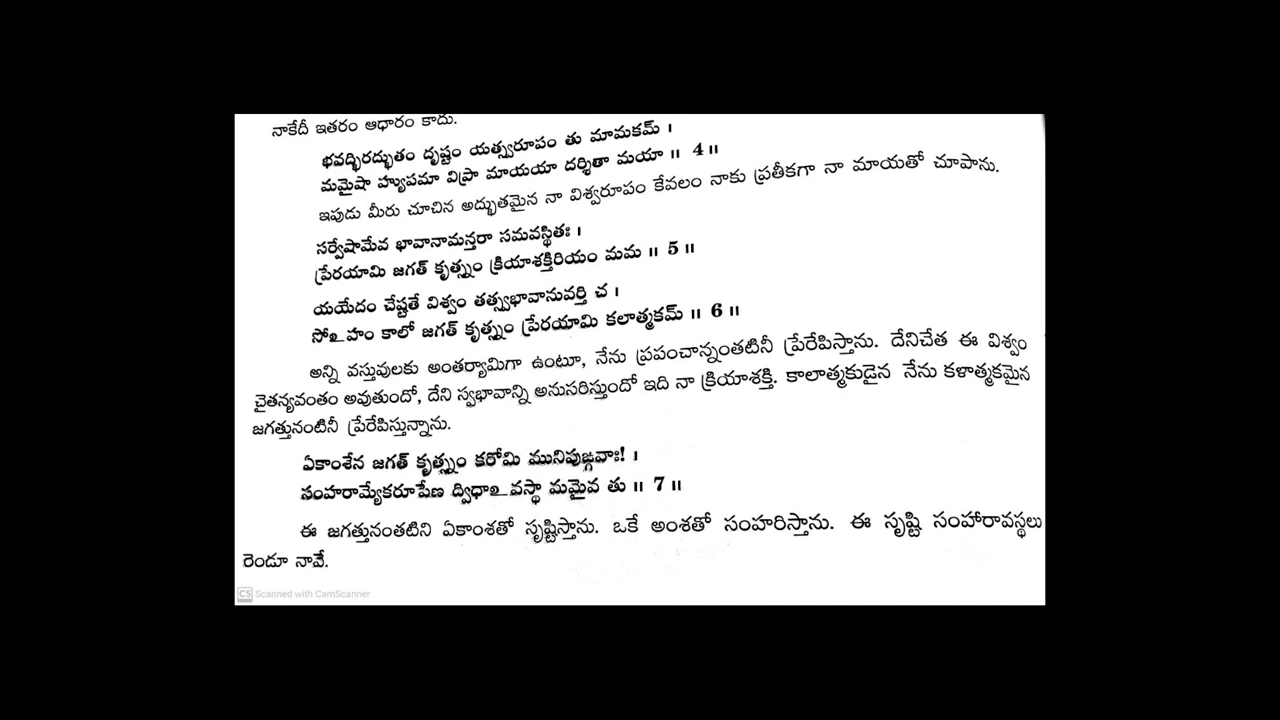 నాకేదీ ఇతరం ఆధారం కాదు.
భవద్భిరద్భుతం దృష్టం యత్స్వరూపం తు మామకమ్ ।
మమైషా హ్యుపమా విప్రా మాయయా దర్శితా మయా ॥ 4 ॥
ఇపుడు మీరు చూచిన అద్భుతమైన నా విశ్వరూపం కేవలం నాకు ప్రతీకగా నా మాయతో చూపాను.
సర్వేషామేవ భావానామన్తరా సమవస్థితః ।
ప్రేరయామి జగత్ కృత్స్నం క్రియాశక్తిరియం మమ ॥ 5 ॥
యయేదం చేష్టతే విశ్వం తత్స్వభావానువర్తి చ ।
సోఽహం కాలో జగత్ కృత్స్నం ప్రేరయామి కలాత్మకమ్ ॥ 6 ॥
అన్ని వస్తువులకు అంతర్యామిగా ఉంటూ, నేను ప్రపంచాన్నంతటినీ ప్రేరేపిస్తాను. దేనిచేత ఈ విశ్వం
చైతన్యవంతం అవుతుందో, దేని స్వభావాన్ని అనుసరిస్తుందో ఇది నా క్రియాశక్తి. కాలాత్మకుడైన నేను కళాత్మకమైన
జగత్తునంటినీ ప్రేరేపిస్తున్నాను.
ఏకాంశేన జగత్ కృత్స్నం కరోమి మునిపుఙ్గవాః! ।
సంహరామ్యేకరూపేణ ద్విధాఽవస్థా మమైవ తు ॥ 7 ॥
ఈ జగత్తునంతటిని ఏకాంశతో సృష్టిస్తాను. ఒకే అంశతో సంహరిస్తాను. ఈ సృష్టి సంహారావస్థలు
రెండూ నావే.
CS Scanned with CamScanner